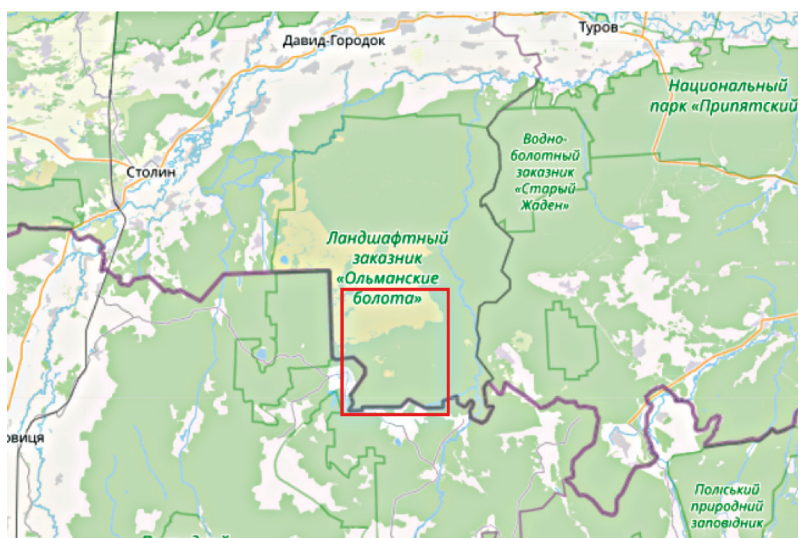 Давид-Городок
Туров
Национальный
парк «Припятский
Водно-
болотный
заказник
«Старый
Жаден»
Столин
Ландшафтный
заказник
«Ольманские
болота»
овиця
Поліський
природний
заповідник